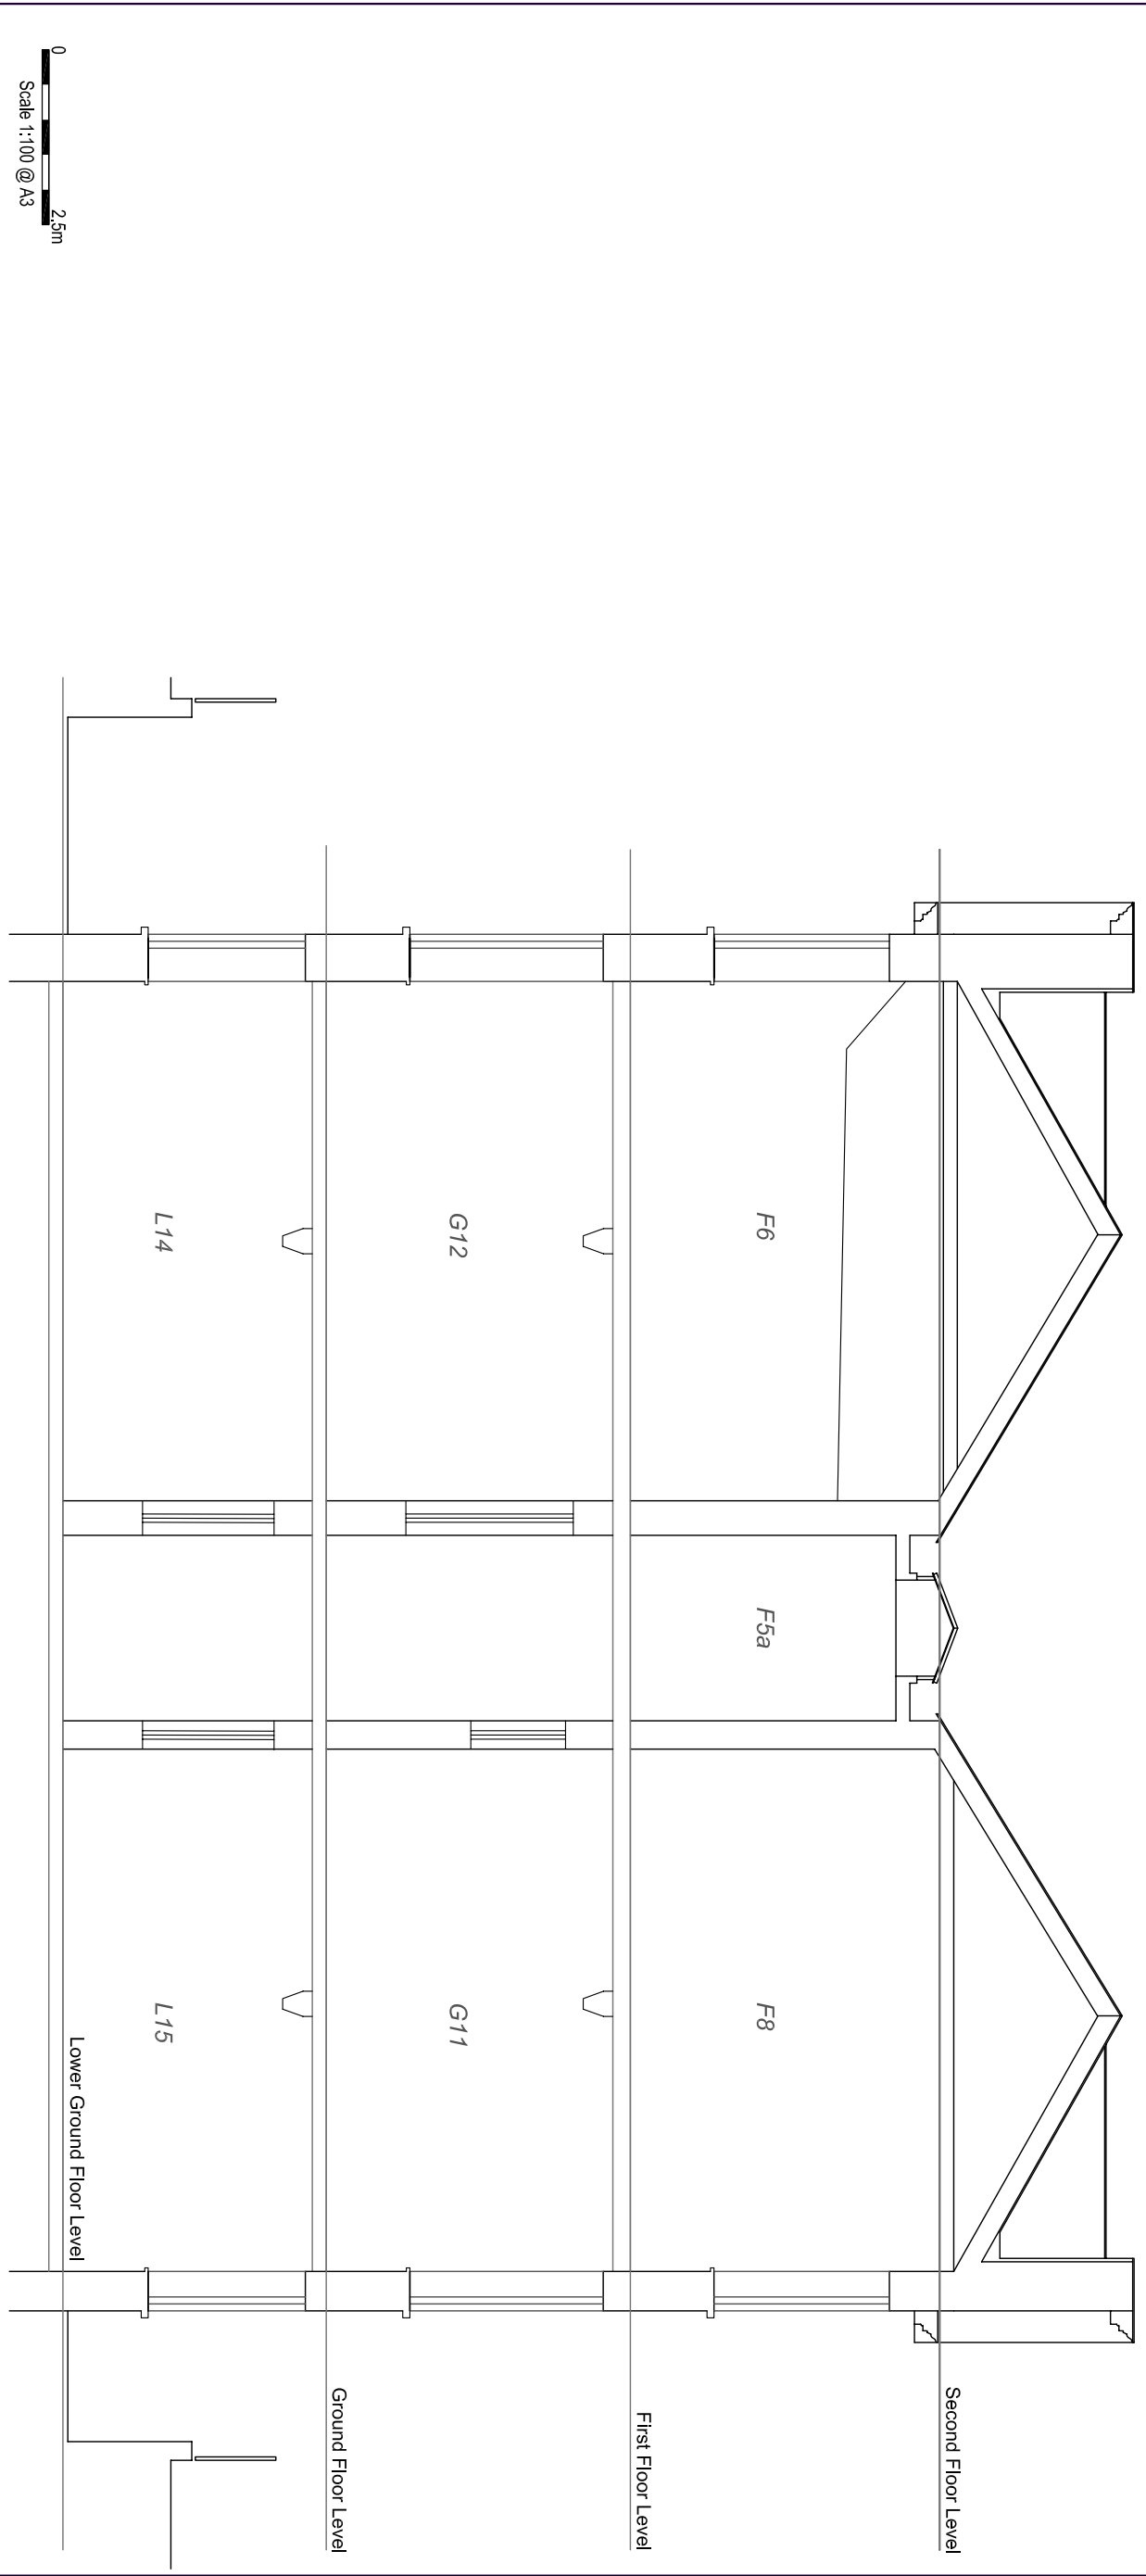 Second Floor Level
F6
F5a
F8
First Floor Level
G12
G11
Ground Floor Level
L14
L15
Lower Ground Floor Level
0 2.5m
Scale 1:100 @ A3